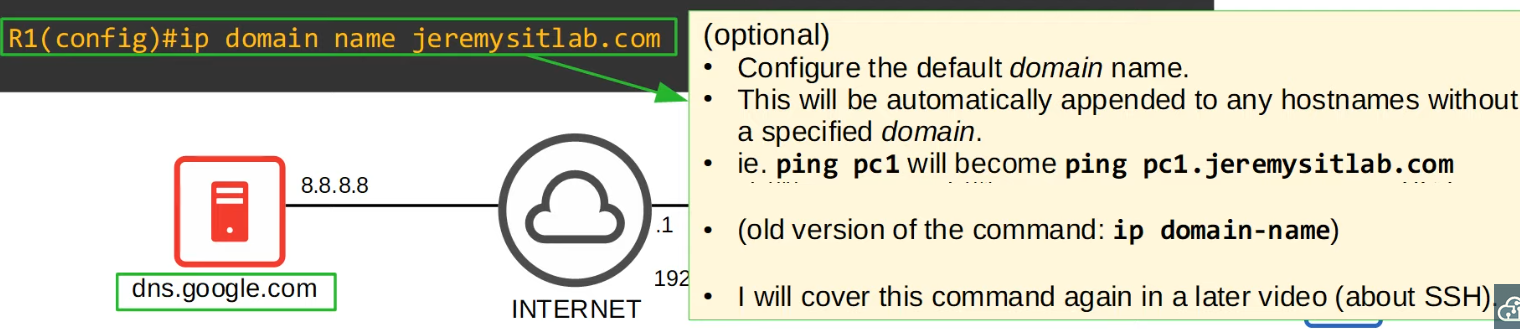 R1(config)#ip domain name jeremysitlab.com
(optional)
• Configure the default domain name.
• This will be automatically appended to any hostnames without
a specified domain.
• ie. ping pc1 will become ping pc1.jeremysitlab.com
• (old version of the command: ip domain-name)
• I will cover this command again in a later video (about SSH).
8.8.8.8
.1
192
dns.google.com
INTERNET